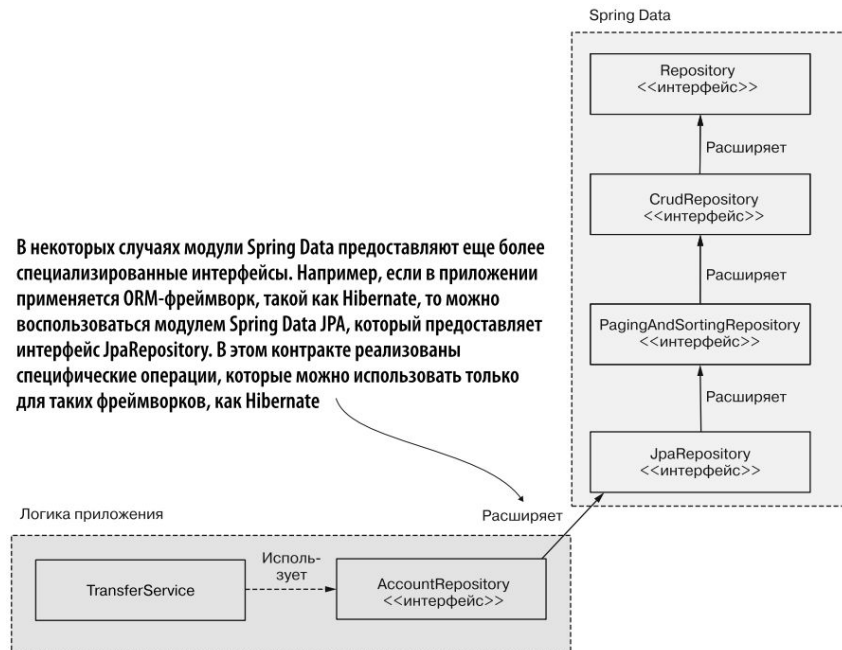 Spring Data
Repository
<<интерфейс>>
Расширяет
CrudRepository
<<интерфейс>>
Расширяет
PagingAndSortingRepository
<<интерфейс>>
Расширяет
JpaRepository
<<интерфейс>>
В некоторых случаях модули Spring Data предоставляют еще более
специализированные интерфейсы. Например, если в приложении
применяется ORM-фреймворк, такой как Hibernate, то можно
воспользоваться модулем Spring Data JPA, который предоставляет
интерфейс JpaRepository. В этом контракте реализованы
специфические операции, которые можно использовать только
для таких фреймворков, как Hibernate
Расширяет
Логика приложения
TransferService
Исполь-
зует
AccountRepository
<<интерфейс>>